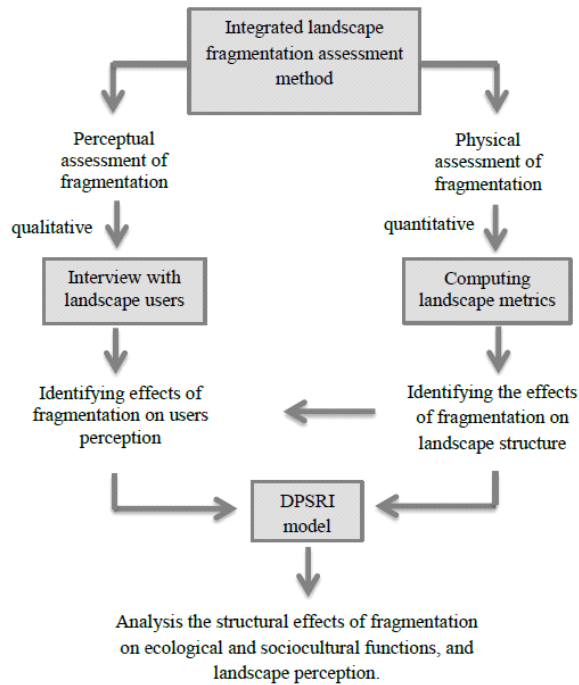 Integrated landscape
fragmentation assessment
method
Perceptual
assessment of
fragmentation
Physical
assessment of
fragmentation
qualitative
quantitative
Interview with
landscape users
Computing
landscape metrics
Identifying effects of
fragmentation on users
perception
Identifying the effects
of fragmentation on
landscape structure
DPSRI
model
Analysis the structural effects of fragmentation
on ecological and sociocultural functions, and
landscape perception.